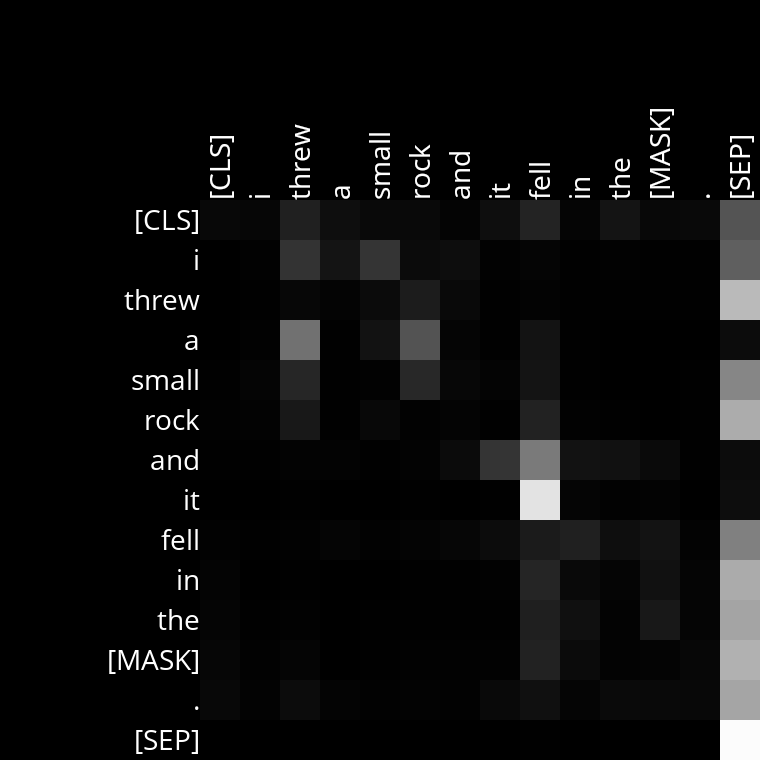 [CLS] i threw a small rock and it fell in the [MASK] . [SEP]
[CLS]
i
threw
a
small
rock
and
it
fell
in
the
[MASK]
.
[SEP]